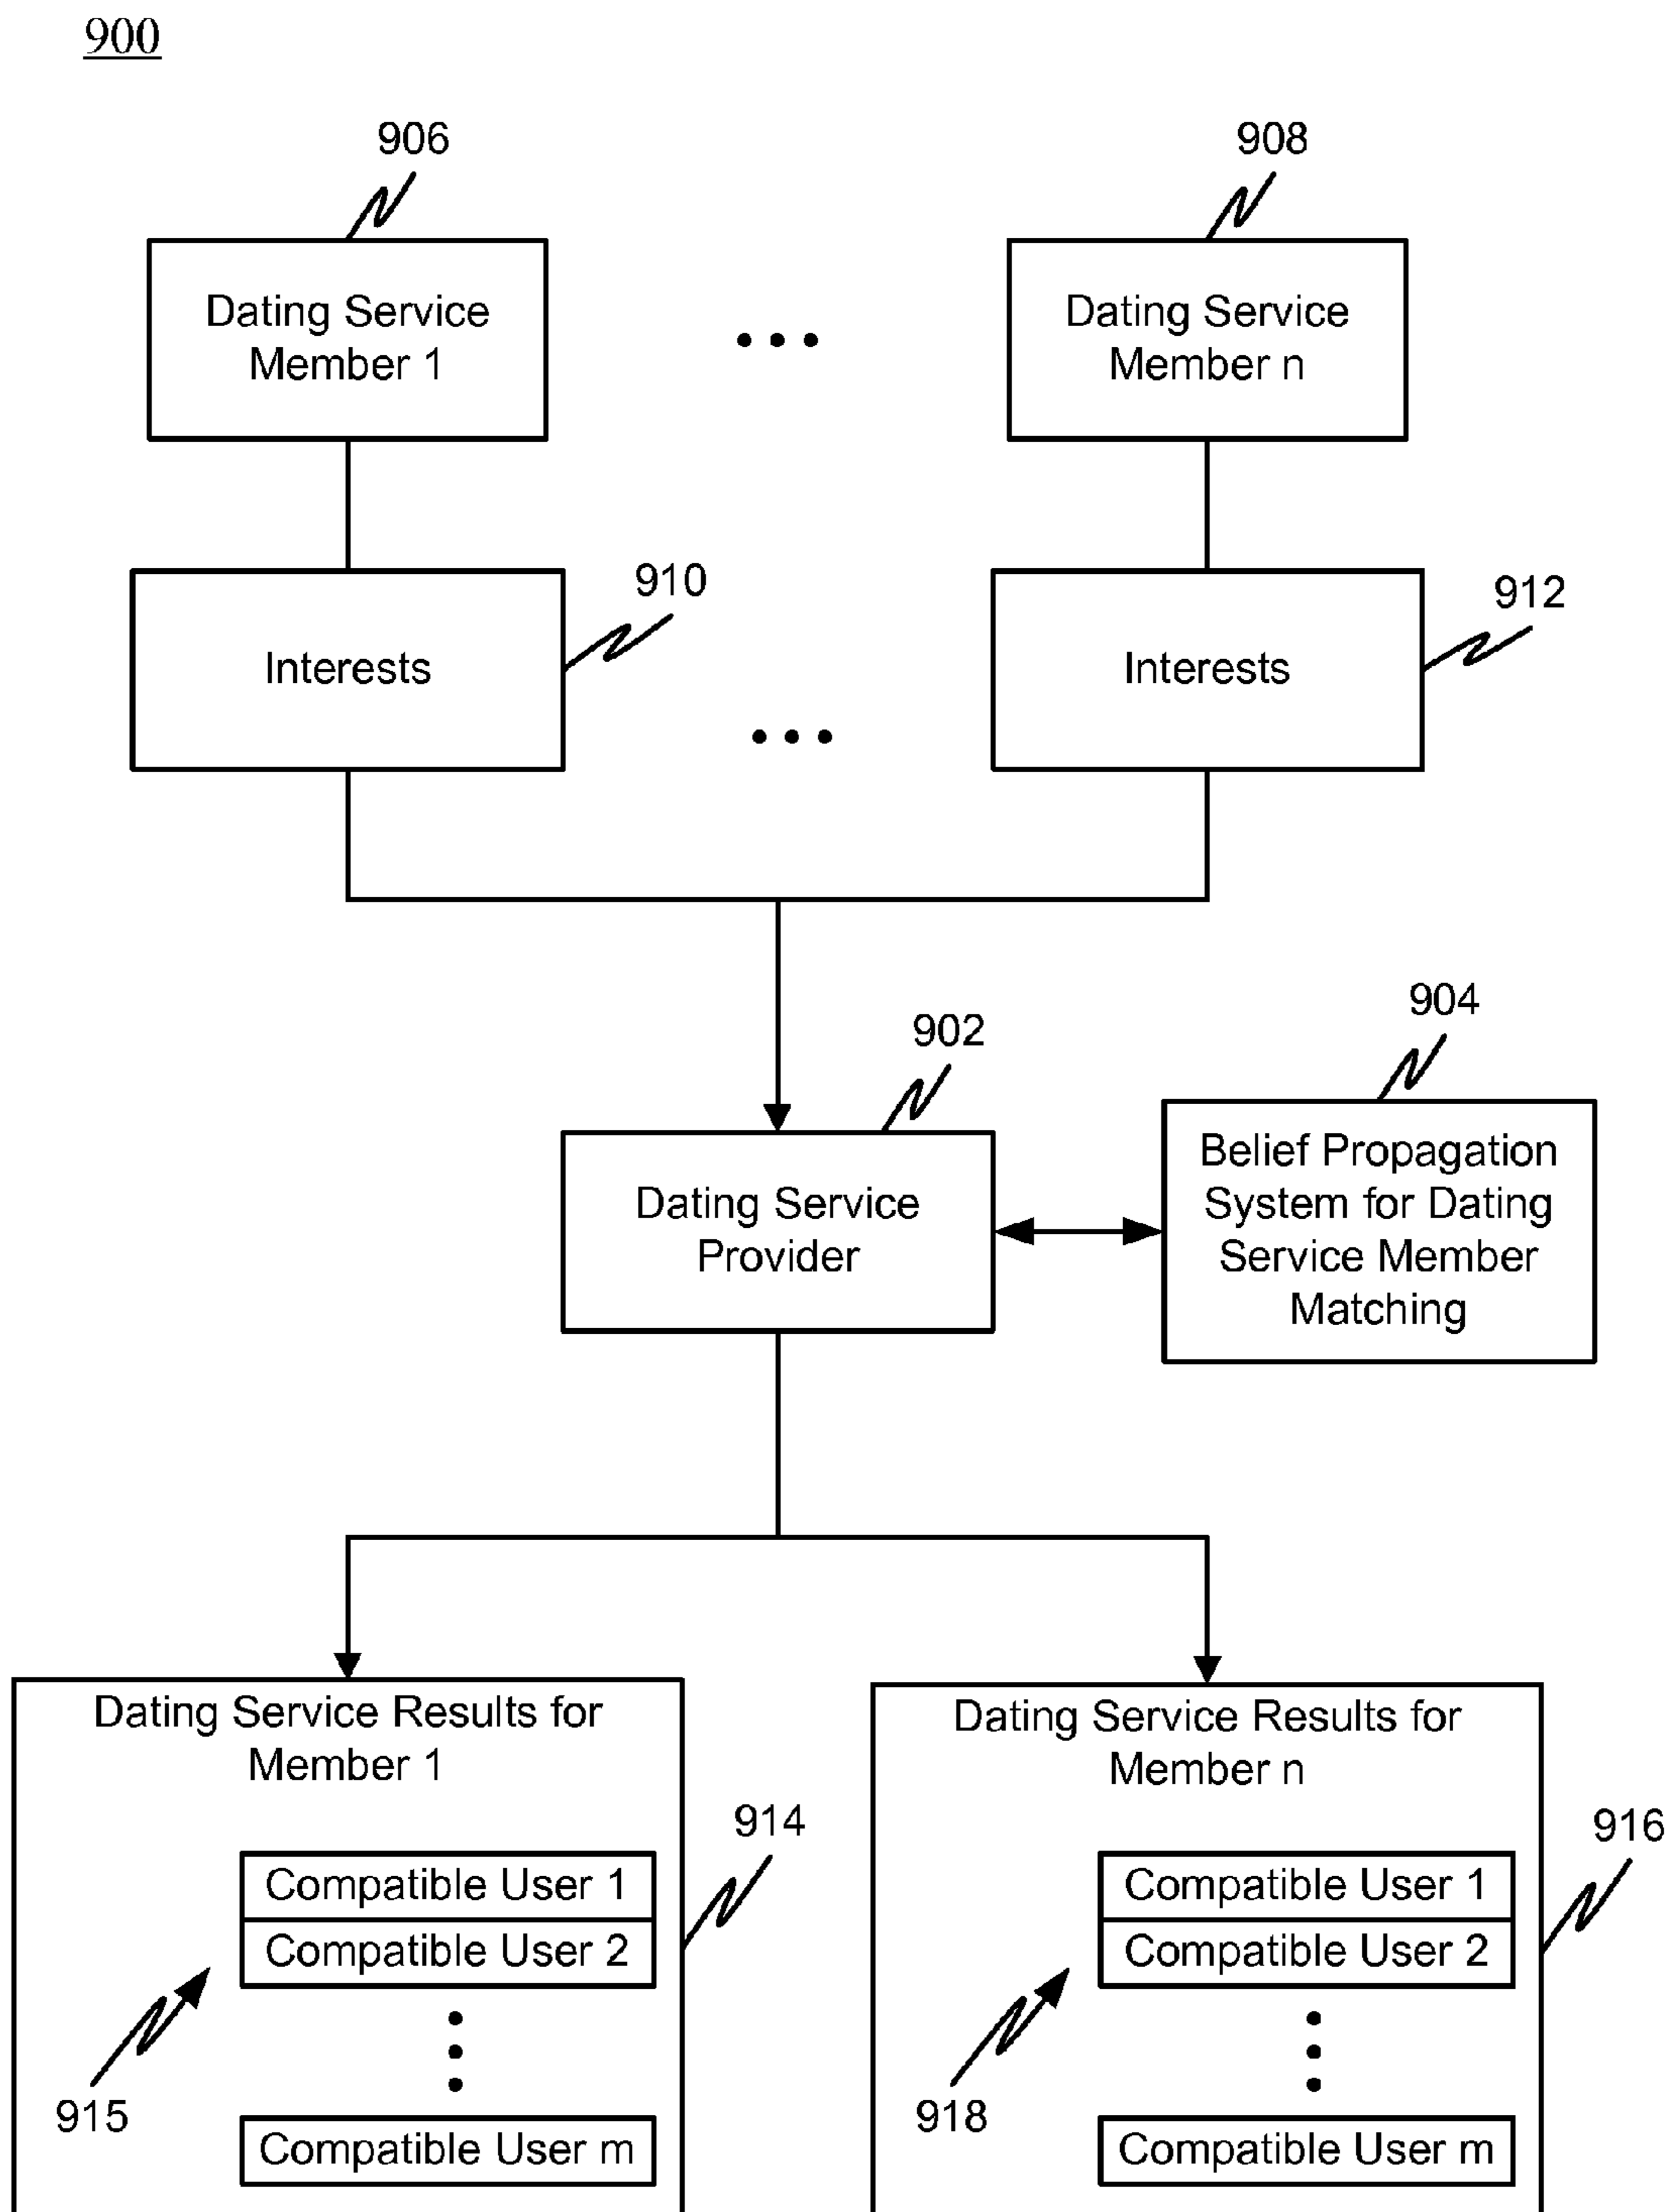 900
906
908
Dating Service
Member 1
Dating Service
Member n
910
912
Interests
Interests
902
904
Dating Service
Provider
Belief Propagation
System for Dating
Service Member
Matching
Dating Service Results for
Member 1
914
Compatible User 1
Compatible User 2
915
Compatible User m
Dating Service Results for
Member n
916
Compatible User 1
Compatible User 2
918
Compatible User m